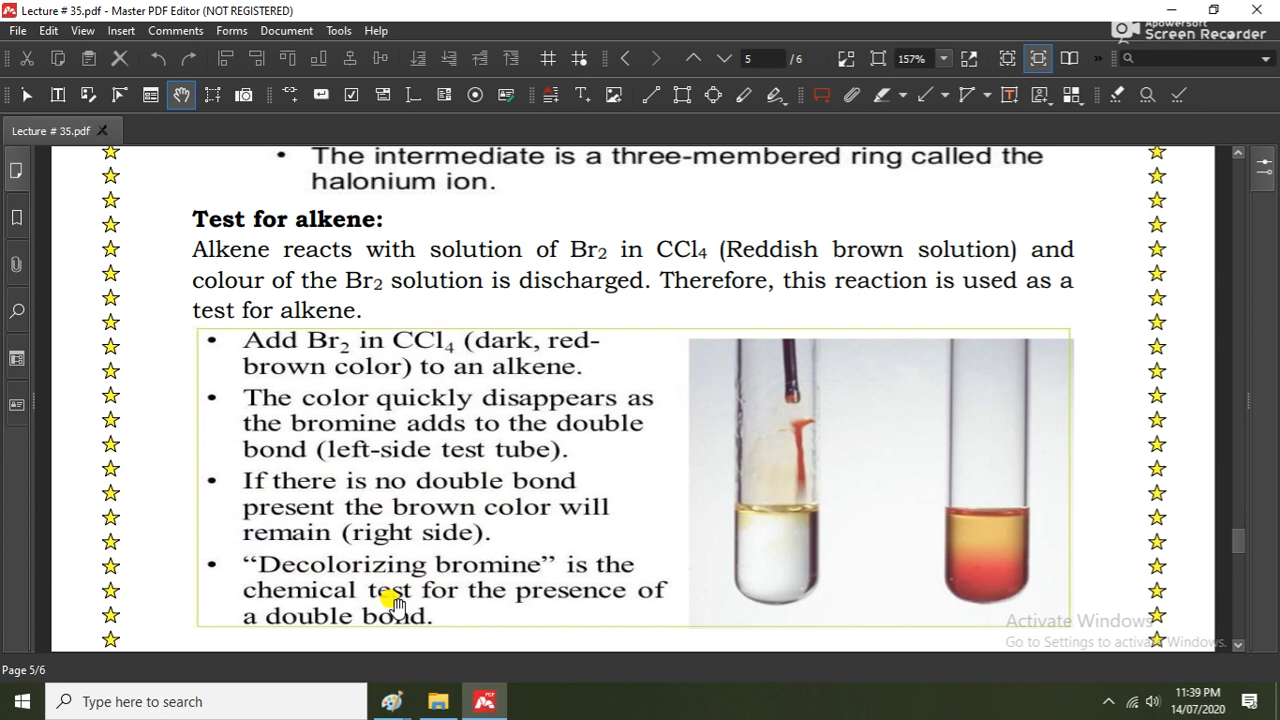 Lecture # 35.pdf - Master PDF Editor (NOT REGISTERED)
File Edit View Insert Comments Forms Document Tools Help
Apowersoft
Screen Recorder
5 / 6 157%
Lecture # 35.pdf
• The intermediate is a three-membered ring called the
halonium ion.
Test for alkene:
Alkene reacts with solution of Br2 in CCl4 (Reddish brown solution) and
colour of the Br2 solution is discharged. Therefore, this reaction is used as a
test for alkene.
• Add Br2 in CCl4 (dark, red-
brown color) to an alkene.
• The color quickly disappears as
the bromine adds to the double
bond (left-side test tube).
• If there is no double bond
present the brown color will
remain (right side).
• “Decolorizing bromine” is the
chemical test for the presence of
a double bond.
Activate Windows
Go to Settings to activate Windows.
Page 5/6
Type here to search
11:39 PM
14/07/2020